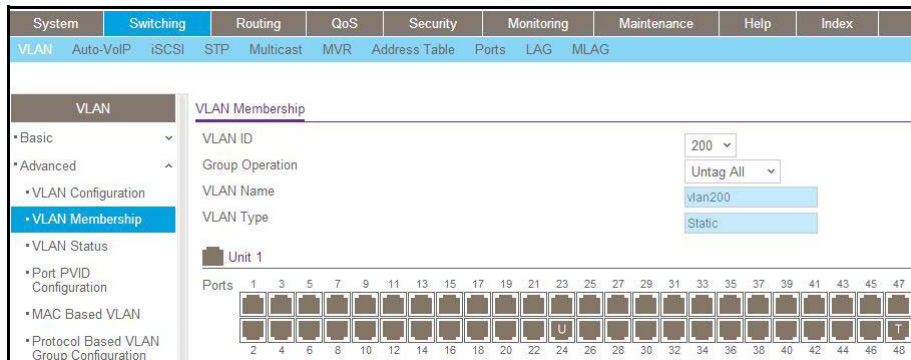 System Switching Routing QoS Security Monitoring Maintenance Help Index
VLAN Auto-VoIP iSCSI STP Multicast MVR Address Table Ports LAG MLAG
VLAN
Basic
Advanced
VLAN Configuration
VLAN Membership
VLAN Status
Port PVID
Configuration
MAC Based VLAN
Protocol Based VLAN
Group Configuration
VLAN Membership
VLAN ID 200
Group Operation Untag All
VLAN Name vlan200
VLAN Type Static
Unit 1
Ports 1 3 5 7 9 11 13 15 17 19 21 23 25 27 29 31 33 35 37 39 41 43 45 47
U T
2 4 6 8 10 12 14 16 18 20 22 24 26 28 30 32 34 36 38 40 42 44 46 48